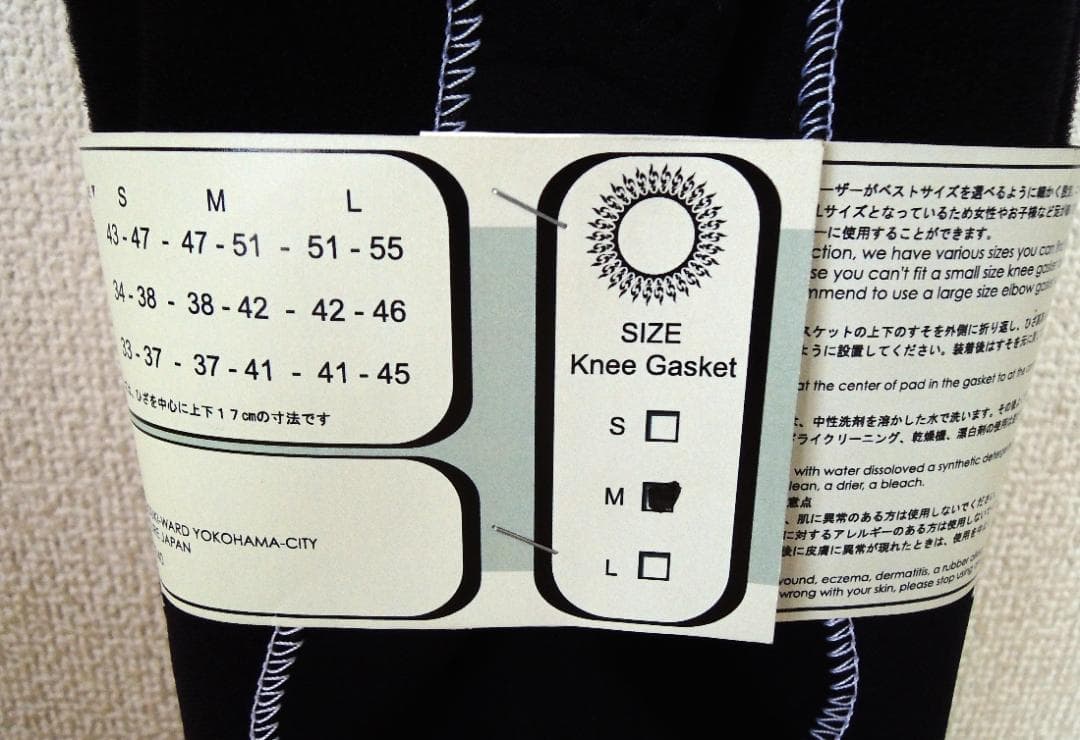 S M L
43-47 - 47-51 - 51-55
34-38 - 38-42 - 42-46
33-37 - 37-41 - 41-45
ひざを中心に上下17cmの寸法です
WARD YOKOHAMA-CITY
JAPAN
SIZE
Knee Gasket
S
M
L
ーザーがベストサイズを選べるように細かく
Lサイズとなっているため女性やお子様など
ーに使用することができます。
ction, we have various sizes you can
se you can't fit a small size knee
mmend to use a large size elbow
スケットの上下のすそを外側に折り返し、
ように設置してください。装着後はすそを元に
at the center of pad in the gasket to at the
は、中性洗剤を溶かした水で洗います。その
ドライクリーニング、乾燥機、漂白剤の使用は
with water dissoloved a synthetic
lean, a drier, a bleach.
意点
、肌に異常のある方は使用しないでください
に対するアレルギーのある方は使用しないで
後に皮膚に異常が現れたときは、使用を
wound, eczema, dermatitis, a rubber
wrong with your skin, please stop using